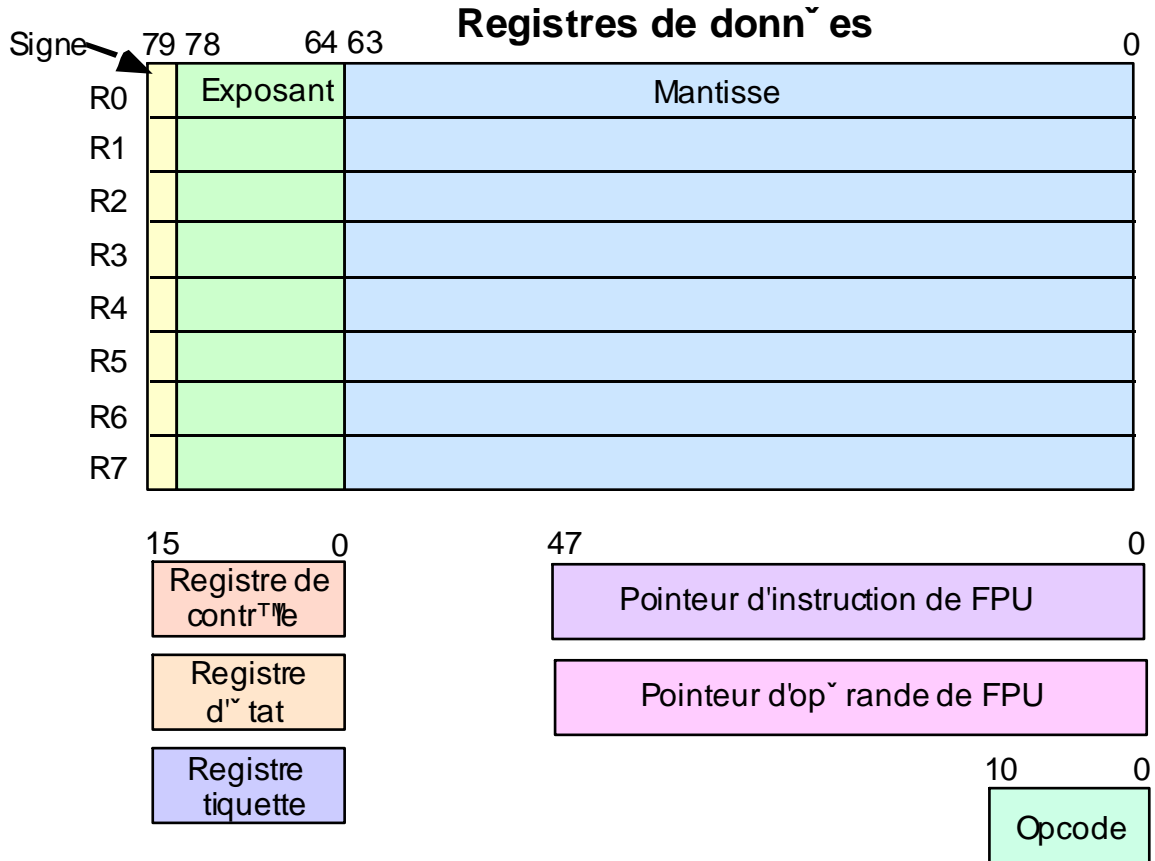 Registres de donnˇ es
Signe 79 78 64 63 0
R0 Exposant Mantisse
R1
R2
R3
R4
R5
R6
R7
15 0 47 0
Registre de
contr™le
Pointeur d'instruction de FPU
Registre
d'ˇ tat
Pointeur d'opˇ rande de FPU
Registre
tiquette
10 0
Opcode